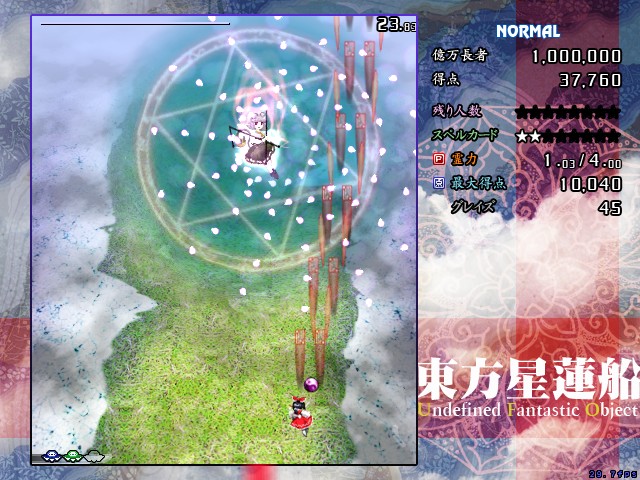 23.83
NORMAL
億万長者 1,000,000
得点 37,760
残り人数
スペルカード
P 霊力 1.03/4.00
最大得点 10,040
グレイズ 45
東方星蓮船
Undefined Fantastic Object
29.7fps